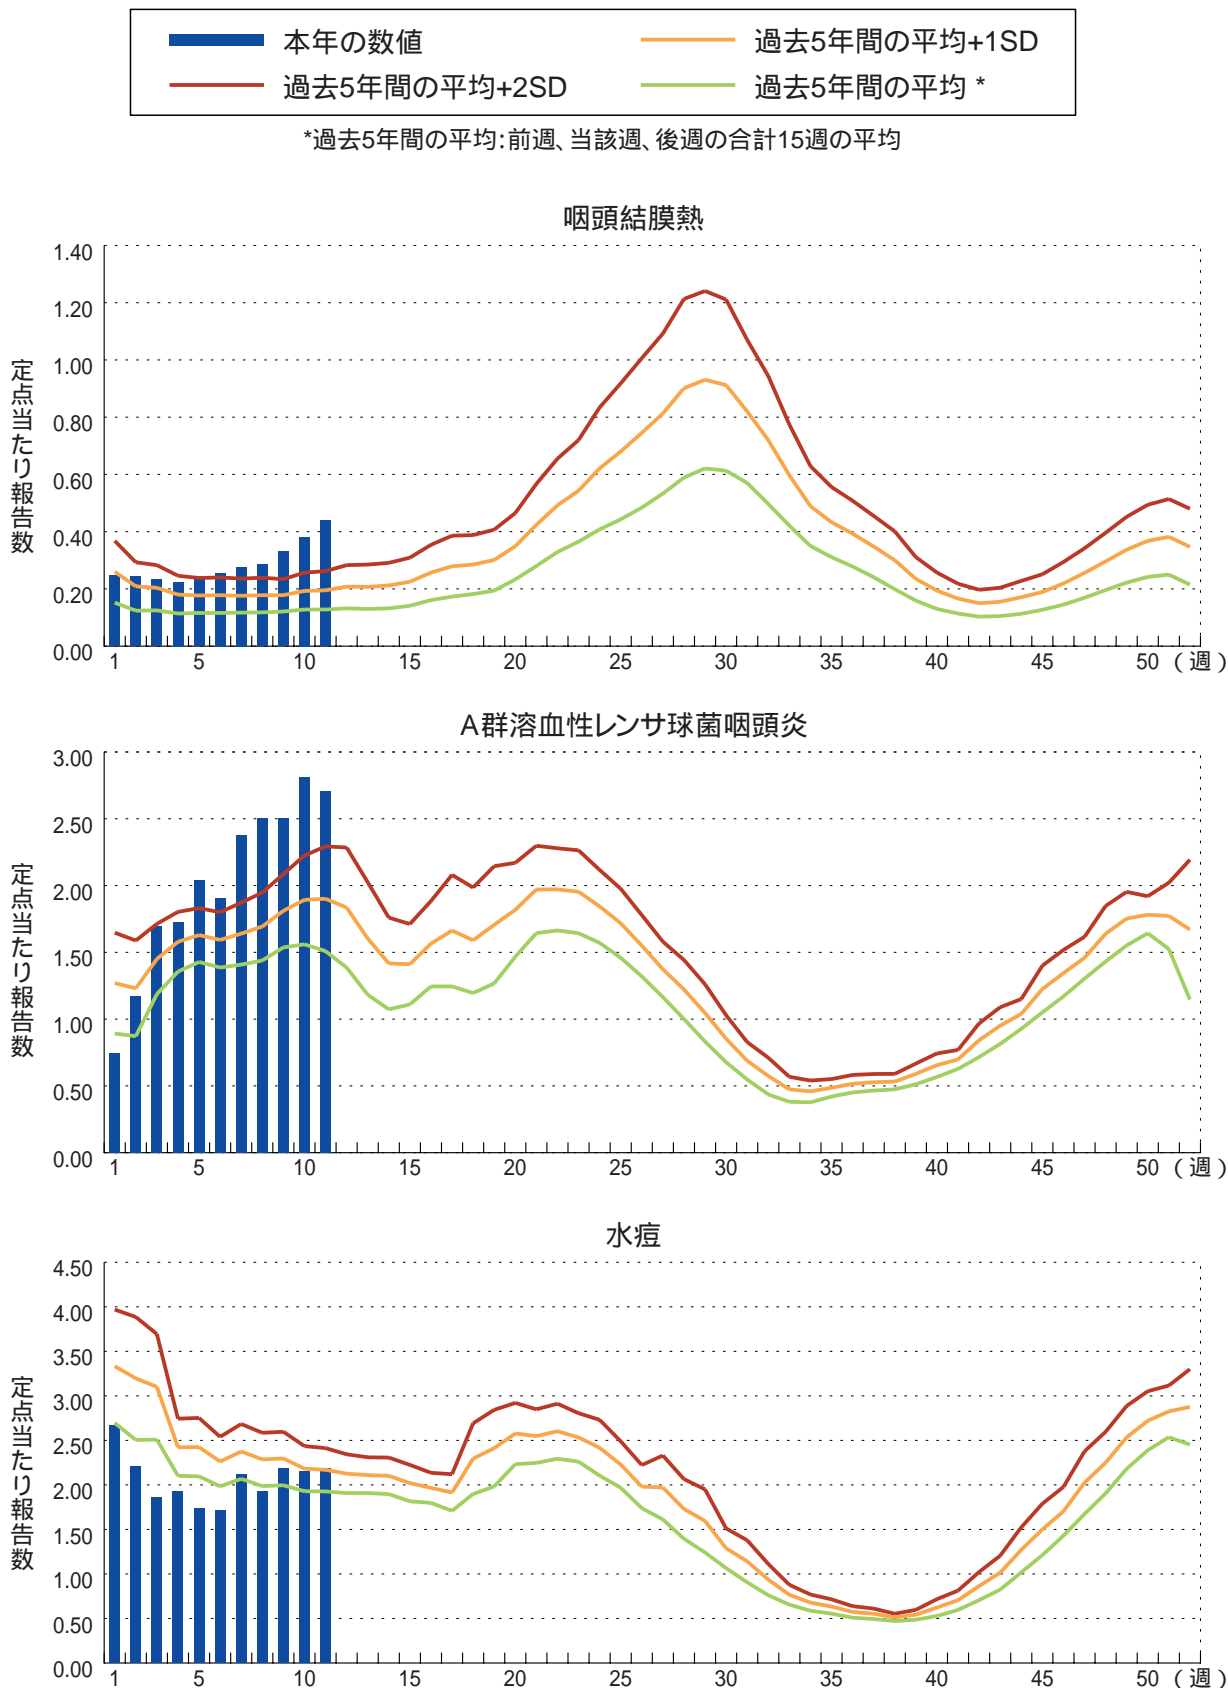 本年の数値
過去5年間の平均+1SD
過去5年間の平均+2SD
過去5年間の平均 *
*過去5年間の平均:前週、当該週、後週の合計15週の平均
咽頭結膜熱
定点当たり報告数
1.40
1.20
1.00
0.80
0.60
0.40
0.20
0.00
1 5 10 15 20 25 30 35 40 45 50 (週)
A群溶血性レンサ球菌咽頭炎
定点当たり報告数
3.00
2.50
2.00
1.50
1.00
0.50
0.00
1 5 10 15 20 25 30 35 40 45 50 (週)
水痘
定点当たり報告数
4.50
4.00
3.50
3.00
2.50
2.00
1.50
1.00
0.50
0.00
1 5 10 15 20 25 30 35 40 45 50 (週)